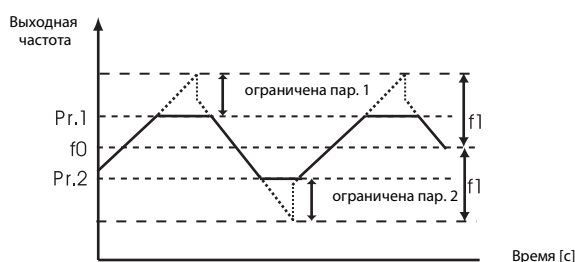 Выходная
частота
ограничена пар. 1
Pr.1
f1
f0
Pr.2
f1
ограничена пар. 2
Время [с]